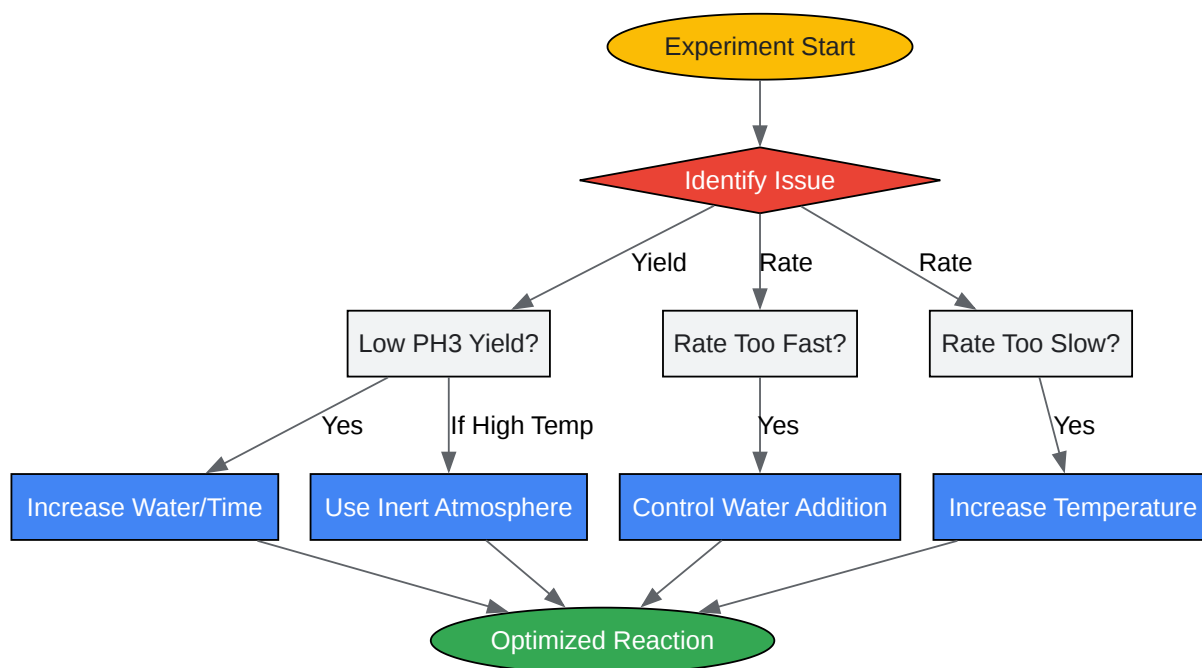 Experiment Start
Identify Issue
Yield
Rate
Rate
Low PH3 Yield?
Rate Too Fast?
Rate Too Slow?
Yes
If High Temp
Yes
Yes
Increase Water/Time
Use Inert Atmosphere
Control Water Addition
Increase Temperature
Optimized Reaction